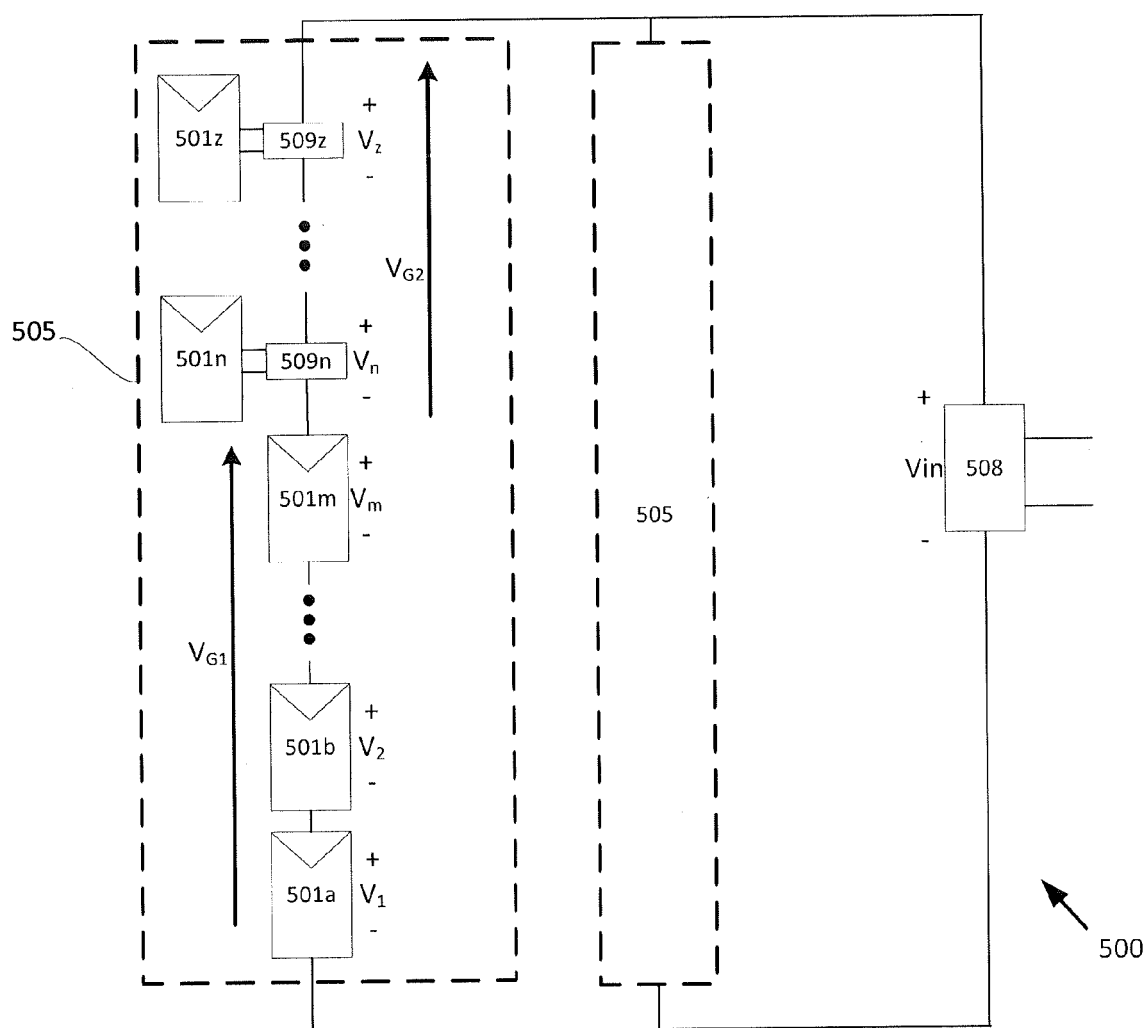 501z
509z
+
V_z
-
V_G2
505
501n
509n
+
V_n
-
501m
+
V_m
-
V_G1
501b
+
V_2
-
501a
+
V_1
-
505
+
Vin
-
508
500